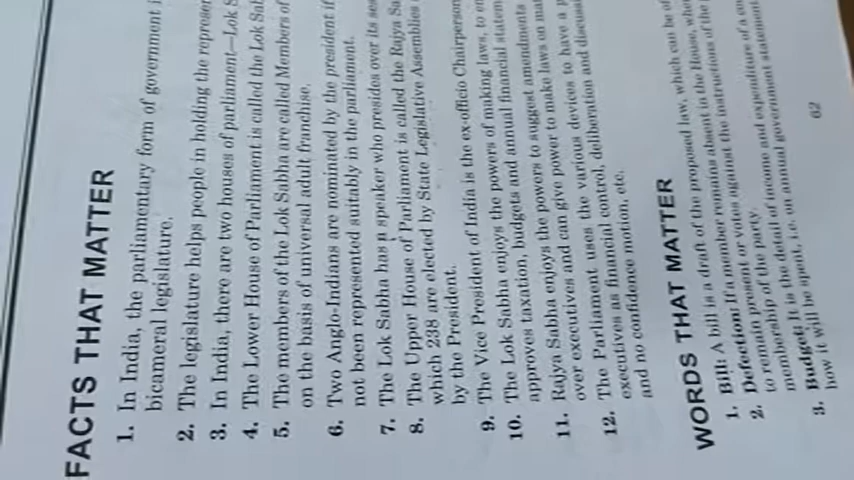 FACTS THAT MATTER
1. In India, the parliamentary form of government
bicameral legislature.
2. The legislature helps people in holding the
3. In India, there are two houses of parliament—Lok
4. The Lower House of Parliament is called the Lok
5. The members of the Lok Sabha are called Members of
on the basis of universal adult franchise.
6. Two Anglo-Indians are nominated by the president
not been represented suitably in the parliament.
7. The Lok Sabha has a speaker who presides over its
8. The Upper House of Parliament is called the Rajya
which 238 are elected by State Legislative Assemblies
by the President.
9. The Vice President of India is the ex-officio Chairperson
10. The Lok Sabha enjoys the powers of making laws, to
approves taxation, budgets and annual financial
11. Rajya Sabha enjoys the powers to suggest amendments
over executives and can give power to make laws on
12. The Parliament uses the various devices to have a
executives as financial control, deliberation and
and no confidence motion, etc.
WORDS THAT MATTER
1. Bill: A bill is a draft of the proposed law, which can be
2. Defection: If a member remains absent in the House,
to remain present or votes against the instructions of the
membership of the party.
3. Budget: It is the detail of income and expenditure of a
how it will be spent, i.e. on annual government
62